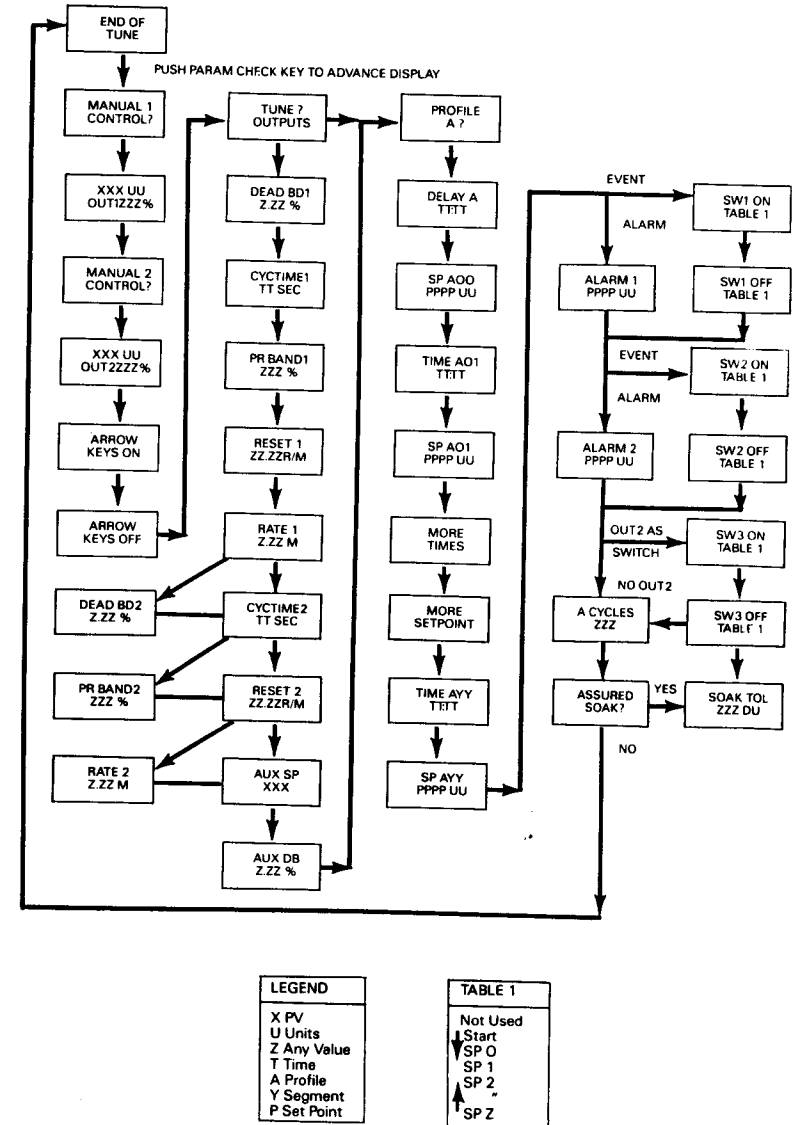 END OF
TUNE
PUSH PARAM CHECK KEY TO ADVANCE DISPLAY
MANUAL 1
CONTROL?
XXX UU
OUT1ZZZ%
MANUAL 2
CONTROL?
XXX UU
OUT2ZZZ%
ARROW
KEYS ON
ARROW
KEYS OFF
TUNE ?
OUTPUTS
DEAD BD1
Z.ZZ %
CYCTIME1
TT SEC
PR BAND1
ZZZ %
RESET 1
ZZ.ZZR/M
RATE 1
Z.ZZ M
DEAD BD2
Z.ZZ %
CYCTIME2
TT SEC
PR BAND2
ZZZ %
RESET 2
ZZ.ZZR/M
RATE 2
Z.ZZ M
AUX SP
XXX
AUX DB
Z.ZZ %
PROFILE
A ?
DELAY A
TT:TT
SP A00
PPPP UU
TIME A01
TT:TT
SP A01
PPPP UU
MORE
TIMES
MORE
SETPOINT
TIME AYY
TT:TT
SP AYY
PPPP UU
EVENT
SW1 ON
TABLE 1
ALARM
ALARM 1
PPPP UU
SW1 OFF
TABLE 1
EVENT
SW2 ON
TABLE 1
ALARM
ALARM 2
PPPP UU
SW2 OFF
TABLE 1
OUT2 AS
SWITCH
SW3 ON
TABLE 1
NO OUT2
A CYCLES
ZZZ
SW3 OFF
TABLE 1
ASSURED
SOAK?
YES
SOAK TOL
ZZZ DU
NO
LEGEND
X PV
U Units
Z Any Value
T Time
A Profile
Y Segment
P Set Point
TABLE 1
Not Used
Start
SP O
SP 1
SP 2
"
SP Z